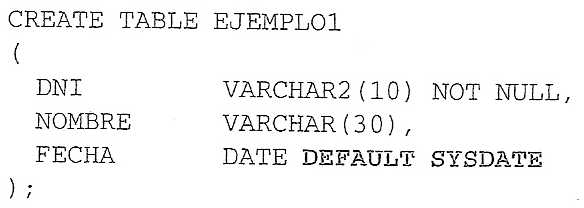 CREATE TABLE EJEMPLO1
(
DNI VARCHAR2(10) NOT NULL,
NOMBRE VARCHAR(30),
FECHA DATE DEFAULT SYSDATE
);